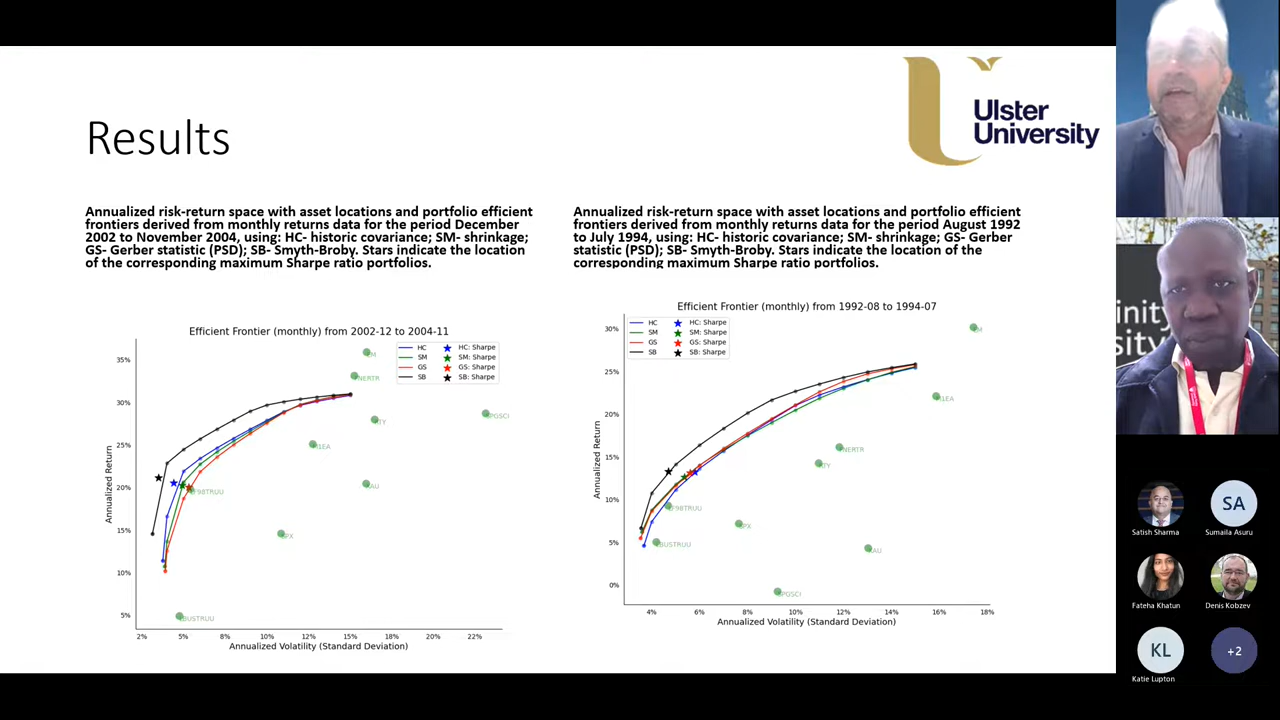 Results
Ulster
University
Annualized risk-return space with asset locations and portfolio efficient
frontiers derived from monthly returns data for the period December
2002 to November 2004, using: HC- historic covariance; SM- shrinkage;
GS- Gerber statistic (PSD); SB- Smyth-Broby. Stars indicate the location
of the corresponding maximum Sharpe ratio portfolios.
Annualized risk-return space with asset locations and portfolio efficient
frontiers derived from monthly returns data for the period August 1992
to July 1994, using: HC- historic covariance; SM- shrinkage; GS- Gerber
statistic (PSD); SB- Smyth-Broby. Stars indicate the location of the
corresponding maximum Sharpe ratio portfolios.
Efficient Frontier (monthly) from 2002-12 to 2004-11
HC HC: Sharpe
SM SM: Sharpe
GS GS: Sharpe
SB SB: Sharpe
35%
30%
25%
20%
15%
10%
5%
Annualized Return
SPX
2% 5% 8% 10% 12% 15% 18% 20% 22%
Annualized Volatility (Standard Deviation)
Efficient Frontier (monthly) from 1992-08 to 1994-07
HC HC: Sharpe
SM SM: Sharpe
GS GS: Sharpe
SB SB: Sharpe
30%
25%
20%
15%
10%
5%
0%
Annualized Return
4% 6% 8% 10% 12% 14% 16% 18%
Annualized Volatility (Standard Deviation)
inity
sity
SA
Satish Sharma
Sumaila Asuru
Fateha Khatun
Denis Kobzev
KL
+2
Katie Lupton